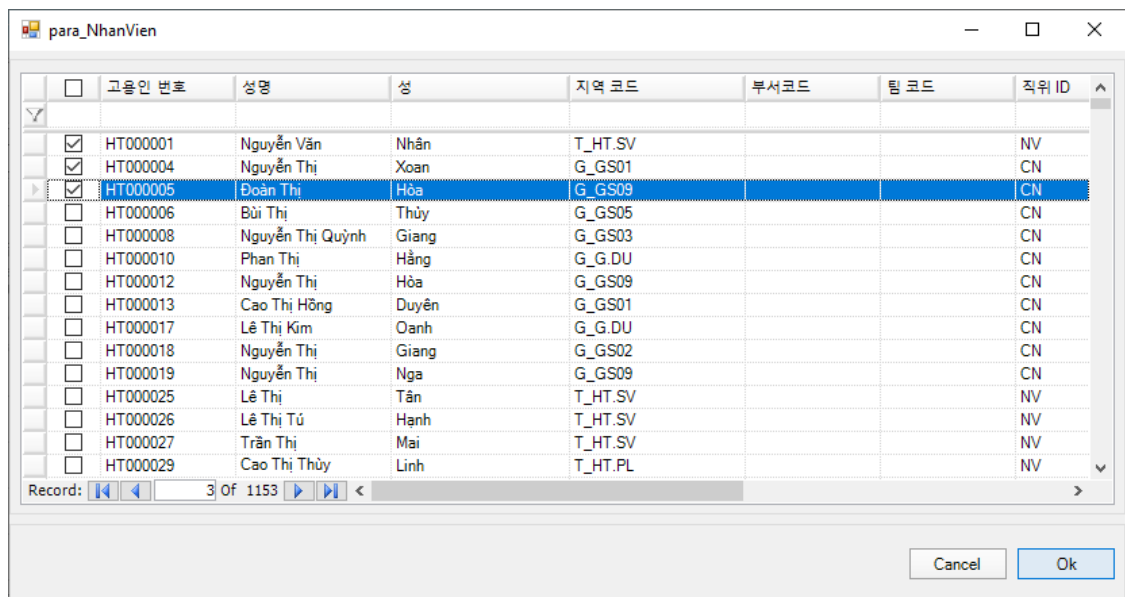 para_NhanVien
고용인 번호 성명 성 지역 코드 부서코드 팀 코드 직위 ID
HT000001 Nguyễn Văn Nhân T_HT.SV NV
HT000004 Nguyễn Thị Xoan G_GS01 CN
HT000005 Đoàn Thị Hòa G_GS09 CN
HT000006 Bùi Thị Thủy G_GS05 CN
HT000008 Nguyễn Thị Quỳnh Giang G_GS03 CN
HT000010 Phan Thị Hằng G_G.DU CN
HT000012 Nguyễn Thị Hòa G_GS09 CN
HT000013 Cao Thị Hồng Duyên G_GS01 CN
HT000017 Lê Thị Kim Oanh G_G.DU CN
HT000018 Nguyễn Thị Giang G_GS02 CN
HT000019 Nguyễn Thị Nga G_GS09 CN
HT000025 Lê Thị Tân T_HT.SV NV
HT000026 Lê Thị Tú Hạnh T_HT.SV NV
HT000027 Trần Thị Mai T_HT.SV NV
HT000029 Cao Thị Thùy Linh T_HT.PL NV
Record: 3 Of 1153
Cancel Ok